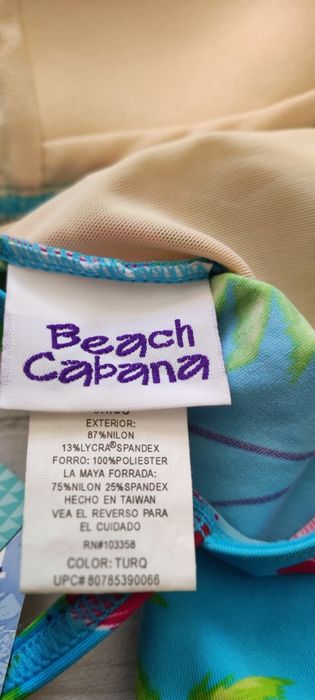 Beach
Cabana
EXTERIOR:
87%NILON
13%LYCRA®SPANDEX
FORRO: 100%POLIESTER
LA MAYA FORRADA:
75%NILON 25%SPANDEX
HECHO EN TAIWAN
VEA EL REVERSO PARA
EL CUIDADO
RN#103358
COLOR: TURQ
UPC# 80785390066